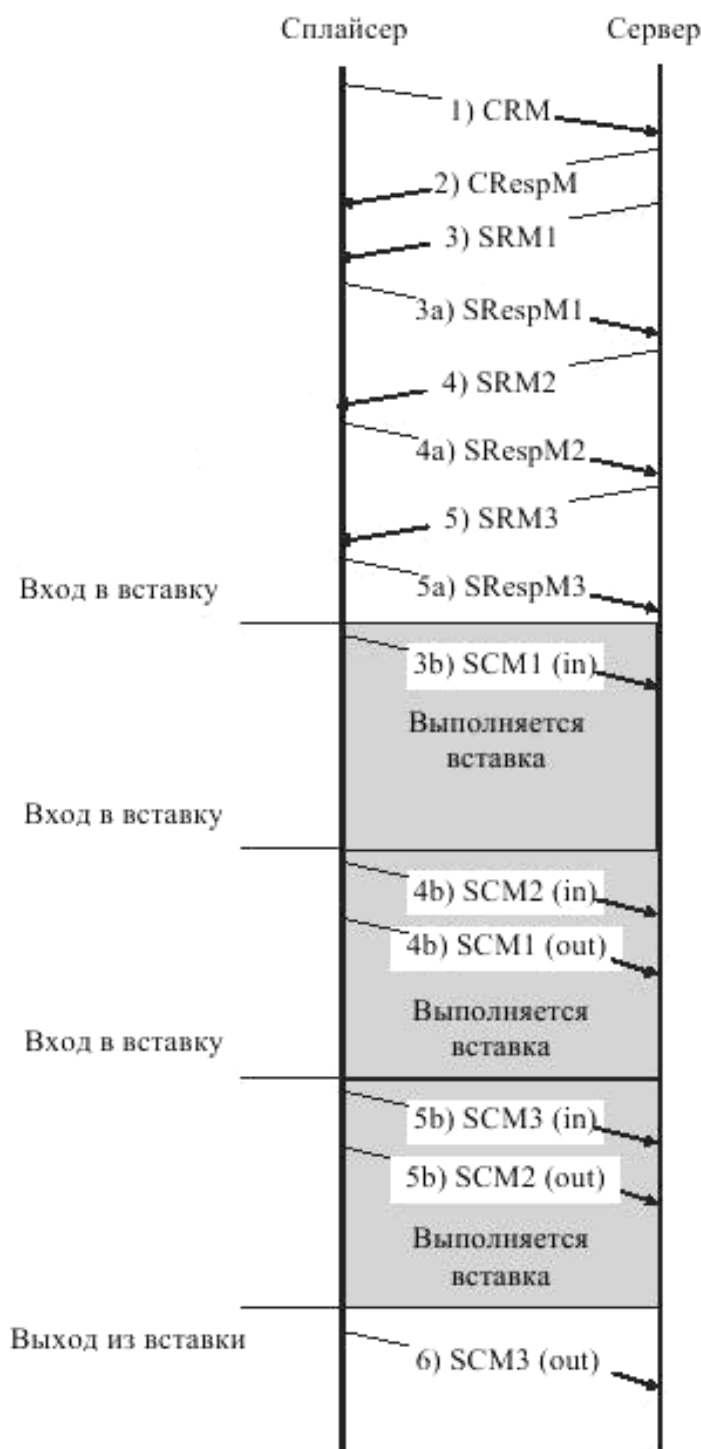 Сплайсер
Сервер
1) CRM
2) CRespM
3) SRM1
3a) SRespM1
4) SRM2
4a) SRespM2
5) SRM3
5a) SRespM3
Вход в вставку
3b) SCM1 (in)
Выполняется
вставка
Вход в вставку
4b) SCM2 (in)
4b) SCM1 (out)
Выполняется
вставка
Вход в вставку
5b) SCM3 (in)
5b) SCM2 (out)
Выполняется
вставка
Выход из вставки
6) SCM3 (out)